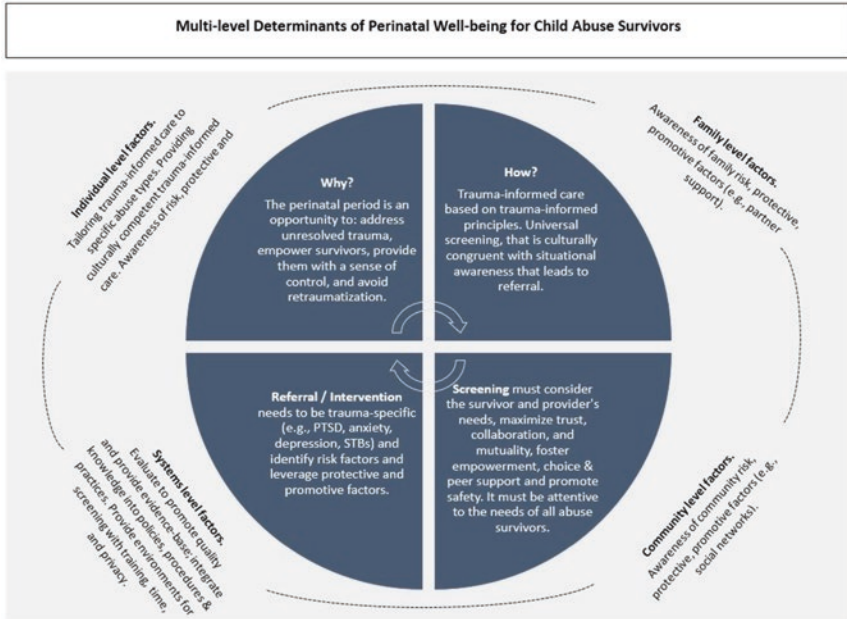 Multi-level Determinants of Perinatal Well-being for Child Abuse Survivors
Individual level factors.
Tailoring trauma-informed care to
specific abuse types. Providing
culturally competent trauma-informed
care. Awareness of risk, protective and
Why?
The perinatal period is an
opportunity to: address
unresolved trauma,
empower survivors, provide
them with a sense of
control, and avoid
retraumatization.
How?
Trauma-informed care
based on trauma-informed
principles. Universal
screening, that is culturally
congruent with situational
awareness that leads to
referral.
Family level factors.
Awareness of family risk, protective,
promotive factors (e.g., partner
support).
Systems level factors.
Evaluate to promote quality
and provide evidence-base; integrate
knowledge into policies, procedures &
practices. Provide environments for
screening with training, time,
and privacy.
Referral / Intervention
needs to be trauma-specific
(e.g., PTSD, anxiety,
depression, STBs) and
identify risk factors and
leverage protective and
promotive factors.
Screening must consider
the survivor and provider's
needs, maximize trust,
collaboration, and
mutuality, foster
empowerment, choice &
peer support and promote
safety. It must be attentive
to the needs of all abuse
survivors.
Community level factors.
Awareness of community risk,
protective, promotive factors (e.g.,
social networks).